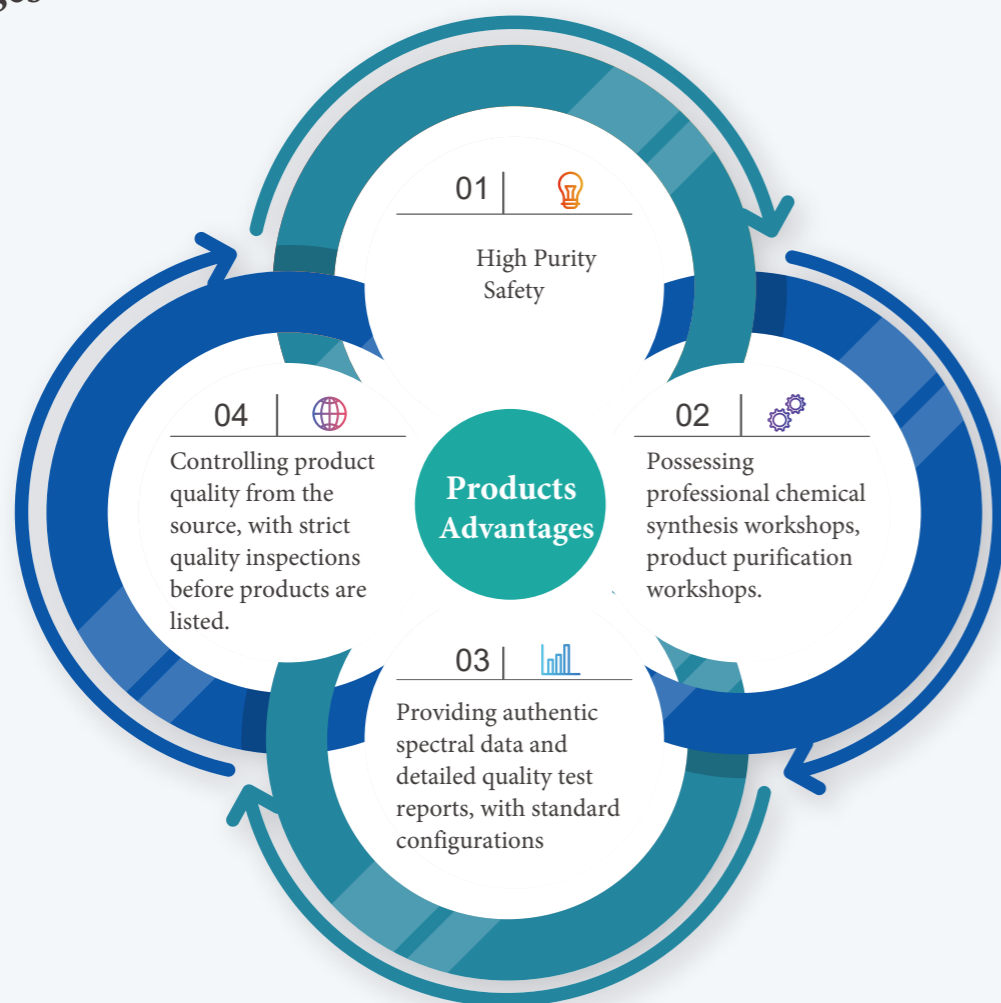 01
High Purity
Safety
02
Possessing
professional chemical
synthesis workshops,
product purification
workshops.
03
Providing authentic
spectral data and
detailed quality test
reports, with standard
configurations
04
Controlling product
quality from the
source, with strict
quality inspections
before products are
listed.
Products
Advantages